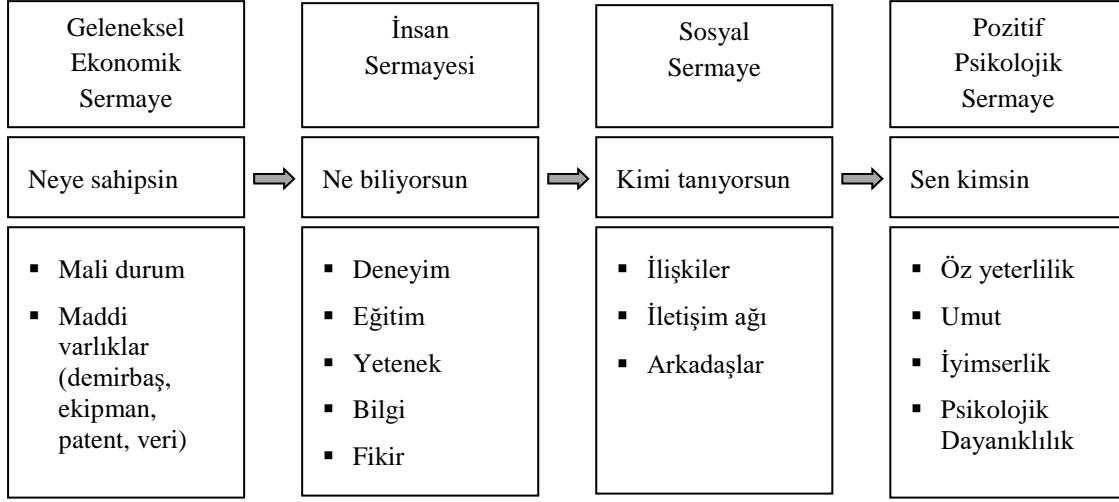 Geleneksel
Ekonomik
Sermaye
İnsan
Sermayesi
Sosyal
Sermaye
Pozitif
Psikolojik
Sermaye
Neye sahipsin
Ne biliyorsun
Kimi tanıyorsun
Sen kimsin
▪ Mali durum
▪ Maddi
varlıklar
(demirbaş,
ekipman,
patent, veri)
▪ Deneyim
▪ Eğitim
▪ Yetenek
▪ Bilgi
▪ Fikir
▪ İlişkiler
▪ İletişim ağı
▪ Arkadaşlar
▪ Öz yeterlilik
▪ Umut
▪ İyimserlik
▪ Psikolojik
Dayanıklılık